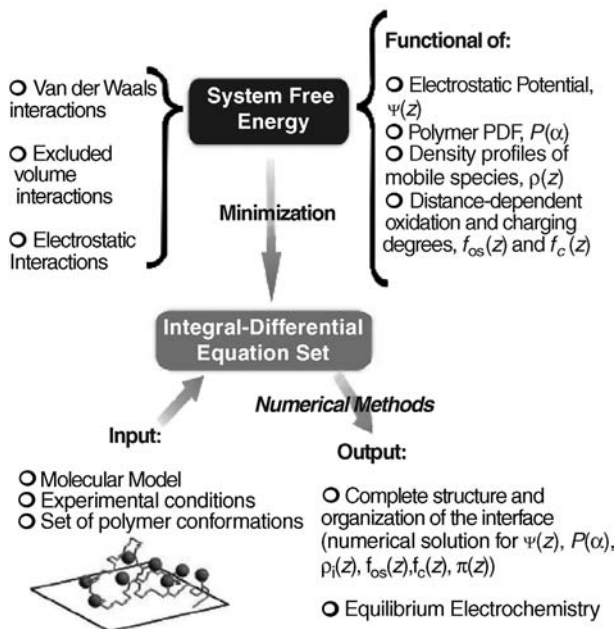 Van der Waals
interactions
Excluded
volume
interactions
Electrostatic
Interactions
System Free
Energy
Functional of:
Electrostatic Potential,
Ψ(z)
Polymer PDF, P(α)
Density profiles of
mobile species, ρ(z)
Distance-dependent
oxidation and charging
degrees, fos(z) and fc (z)
Minimization
Integral-Differential
Equation Set
Numerical Methods
Input:
Molecular Model
Experimental conditions
Set of polymer conformations
Output:
Complete structure and
organization of the interface
(numerical solution for Ψ(z), P(α),
ρi(z), fos(z),fc(z), π(z))
Equilibrium Electrochemistry